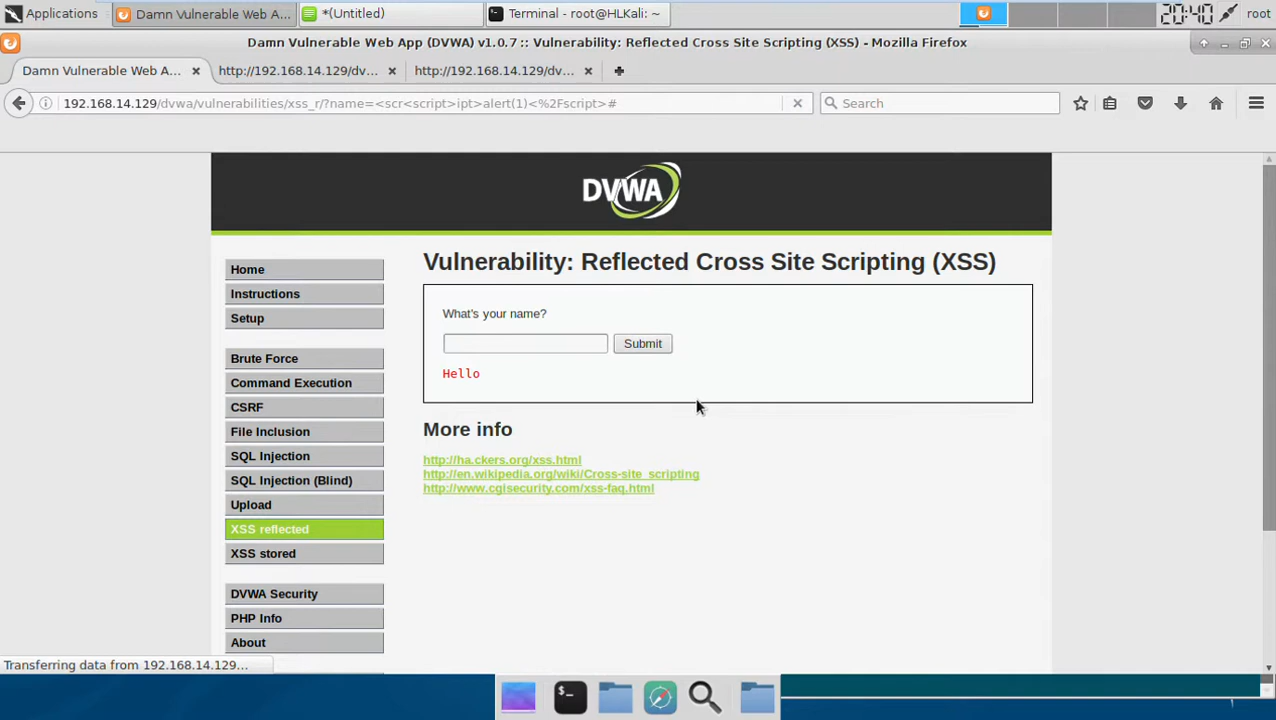 Applications
Damn Vulnerable Web A...
*(Untitled)
Terminal - root@HLKali: ~
20:40
root
Damn Vulnerable Web App (DVWA) v1.0.7 :: Vulnerability: Reflected Cross Site Scripting (XSS) - Mozilla Firefox
Damn Vulnerable Web A...
http://192.168.14.129/dv...
http://192.168.14.129/dv...
192.168.14.129/dvwa/vulnerabilities/xss_r/?name=<scr<script>ipt>alert(1)<%2Fscript>#
Search
DVWA
Vulnerability: Reflected Cross Site Scripting (XSS)
What's your name?
Submit
Hello
More info
http://ha.ckers.org/xss.html
http://en.wikipedia.org/wiki/Cross-site_scripting
http://www.cgisecurity.com/xss-faq.html
Home
Instructions
Setup
Brute Force
Command Execution
CSRF
File Inclusion
SQL Injection
SQL Injection (Blind)
Upload
XSS reflected
XSS stored
DVWA Security
PHP Info
About
Transferring data from 192.168.14.129...
$_